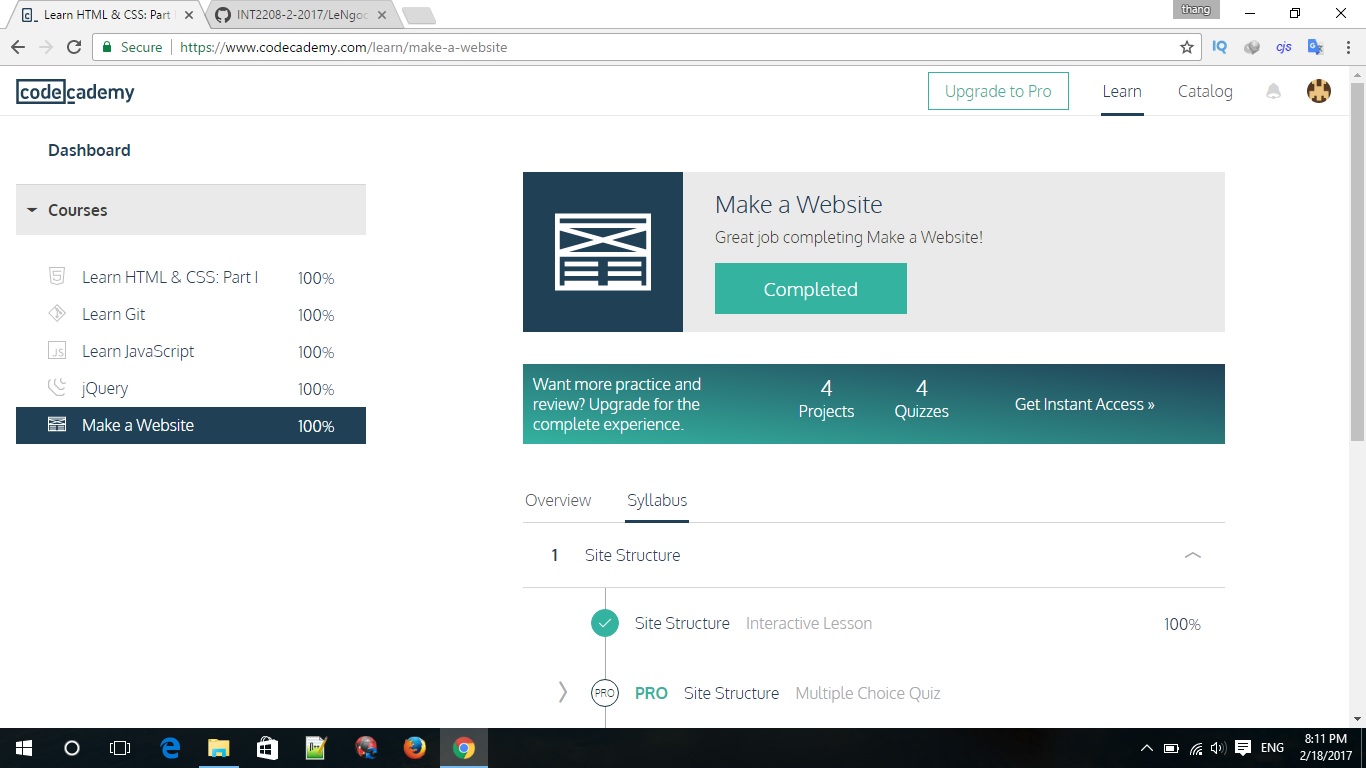 Learn HTML & CSS: Part
INT2208-2-2017/LeNgo
thang
Secure
https://www.codecademy.com/learn/make-a-website
IQ
cjs
codecademy
Upgrade to Pro
Learn
Catalog
Dashboard
Courses
Learn HTML & CSS: Part I 100%
Learn Git 100%
JS Learn JavaScript 100%
jQuery 100%
Make a Website 100%
Make a Website
Great job completing Make a Website!
Completed
Want more practice and
review? Upgrade for the
complete experience.
4
Projects
4
Quizzes
Get Instant Access »
Overview Syllabus
1 Site Structure
Site Structure Interactive Lesson 100%
PRO PRO Site Structure Multiple Choice Quiz
ENG
8:11 PM
2/18/2017